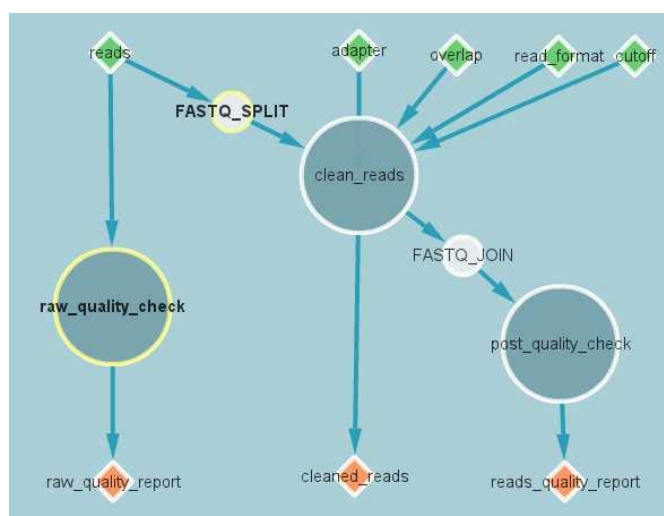 reads
adapter
overlap
read_format
cutoff
FASTQ_SPLIT
clean_reads
FASTQ_JOIN
raw_quality_check
post_quality_check
raw_quality_report
cleaned_reads
reads_quality_report